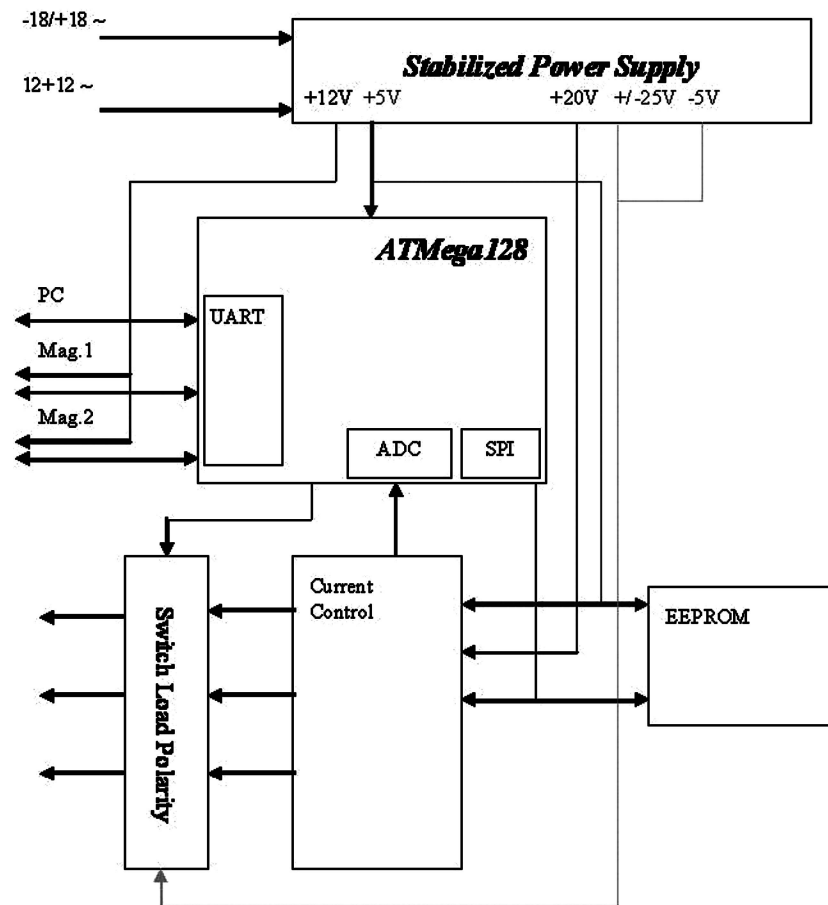 -18/+18 ~
Stabilized Power Supply
12+12 ~
+12V +5V +20V +/-25V -5V
ATMega128
PC
UART
Mag.1
Mag.2
ADC
SPI
Current
Control
EEPROM
Switch Load Polarity